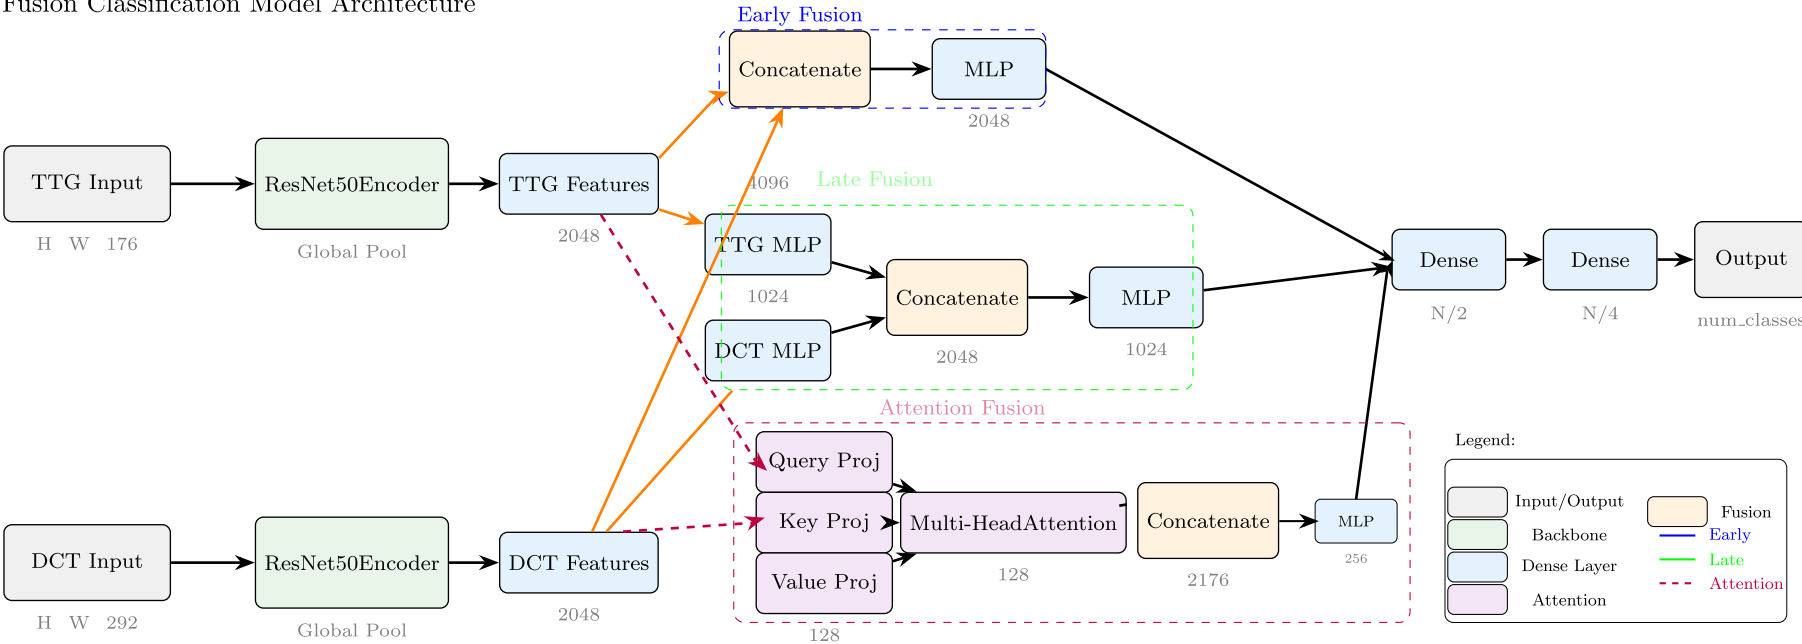 Fusion Classification Model Architecture
Early Fusion
Concatenate
MLP
2048
TTG Input
H W 176
ResNet50Encoder
Global Pool
TTG Features
2048
4096
Late Fusion
TTG MLP
1024
DCT MLP
Concatenate
2048
MLP
1024
Dense
N/2
Dense
N/4
Output
num_classes
Attention Fusion
Query Proj
Key Proj
Value Proj
128
Multi-HeadAttention
128
Concatenate
2176
MLP
256
DCT Input
H W 292
ResNet50Encoder
Global Pool
DCT Features
2048
Legend:
Input/Output
Backbone
Dense Layer
Attention
Fusion
Early
Late
Attention